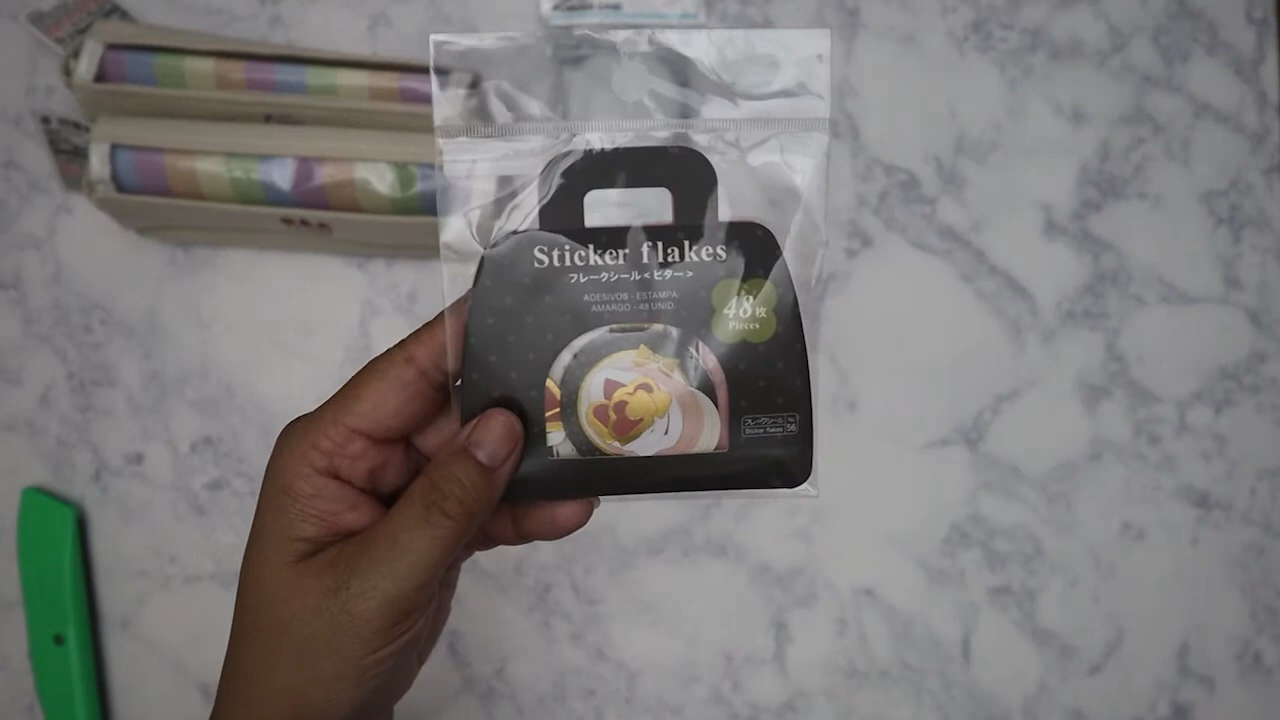 Sticker flakes
フレークシール<ビター>
ADESIVOS - ESTAMPA
AMARGO - 48 UNID.
48枚
Pieces
フレークシール No.
Sticker flakes 56